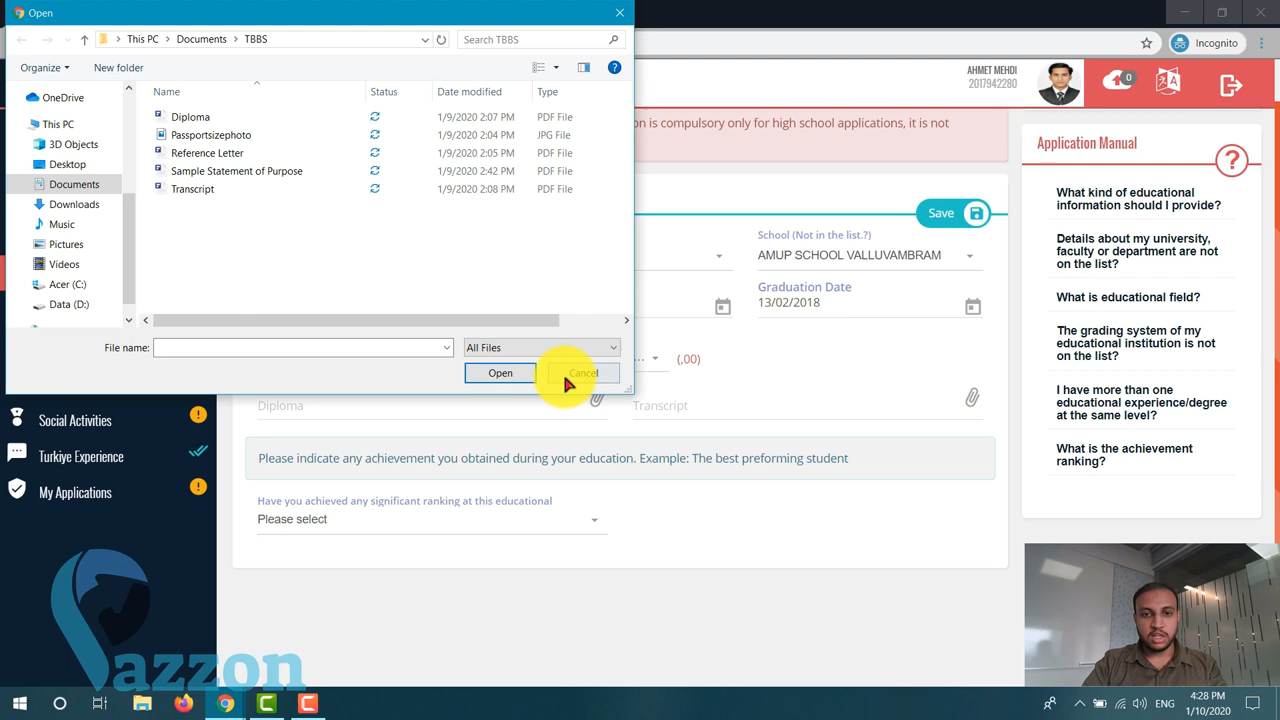 Open
This PC
Documents
TBBS
Search TBBS
Incognito
Organize
New folder
AHMET MEHDI
2017942280
0
Name
Status
Date modified
Type
OneDrive
This PC
3D Objects
Desktop
Documents
Downloads
Music
Pictures
Videos
Acer (C:)
Data (D:)
Diploma 1/9/2020 2:07 PM PDF File
Passportsizephoto 1/9/2020 2:04 PM JPG File
Reference Letter 1/9/2020 2:05 PM PDF File
Sample Statement of Purpose 1/9/2020 2:42 PM PDF File
Transcript 1/9/2020 2:08 PM PDF File
File name:
All Files
Open
Cancel
on is compulsory only for high school applications, it is not
Save
School (Not in the list.?)
AMUP SCHOOL VALLUVAMBRAM
Graduation Date
13/02/2018
... (,00)
Diploma
Transcript
Please indicate any achievement you obtained during your education. Example: The best preforming student
Have you achieved any significant ranking at this educational
Please select
Application Manual
?
What kind of educational
information should I provide?
Details about my university,
faculty or department are not
on the list?
What is educational field?
The grading system of my
educational institution is not
on the list?
I have more than one
educational experience/degree
at the same level?
What is the achievement
ranking?
Social Activities
Turkiye Experience
My Applications
Pazzon
ENG
4:28 PM
1/10/2020